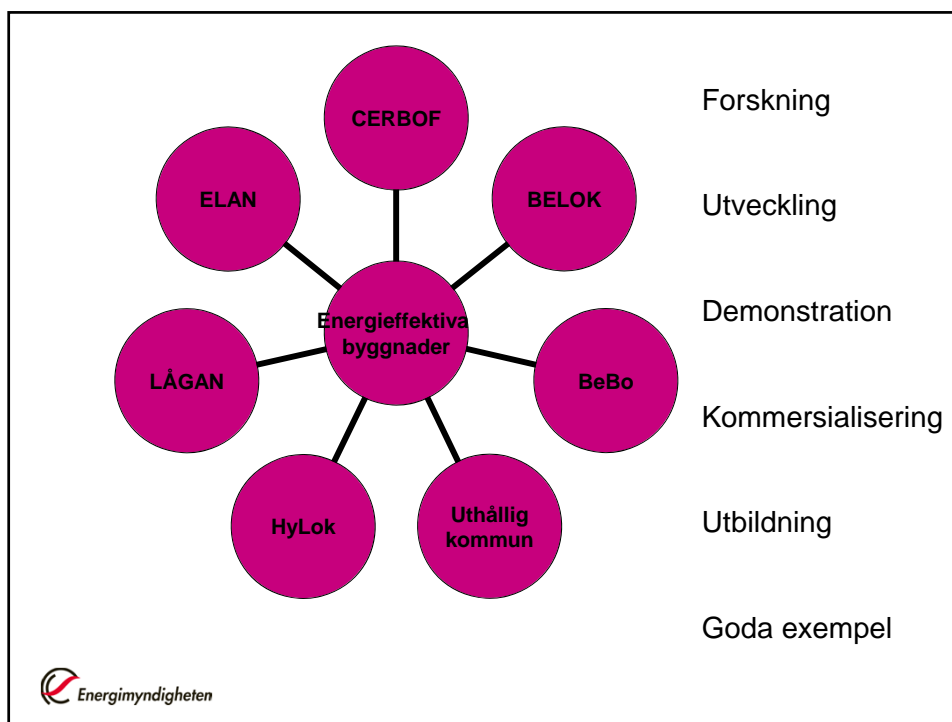 CERBOF
ELAN
BELOK
Energieffektiva
byggnader
LÅGAN
BeBo
HyLok
Uthållig
kommun
Forskning
Utveckling
Demonstration
Kommersialisering
Utbildning
Goda exempel
Energimyndigheten